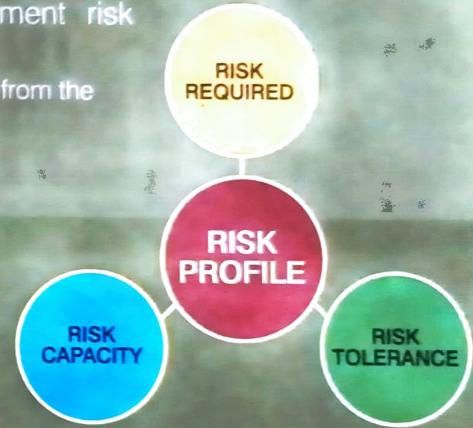 ment risk
from the
RISK
REQUIRED
RISK
PROFILE
RISK
CAPACITY
RISK
TOLERANCE